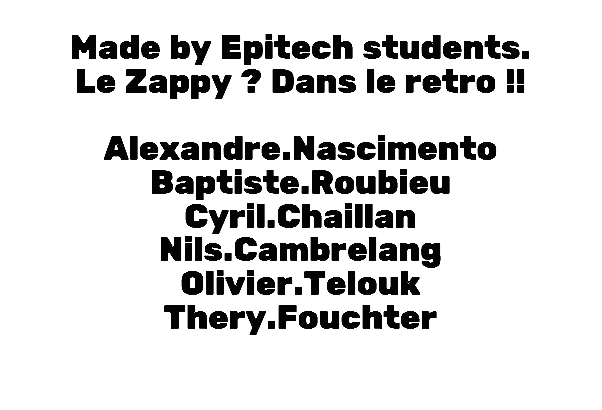 Made by Epitech students.
Le Zappy ? Dans le retro !!
Alexandre.Nascimento
Baptiste.Roubieu
Cyril.Chaillan
Nils.Cambrelang
Olivier.Telouk
Thery.Fouchter